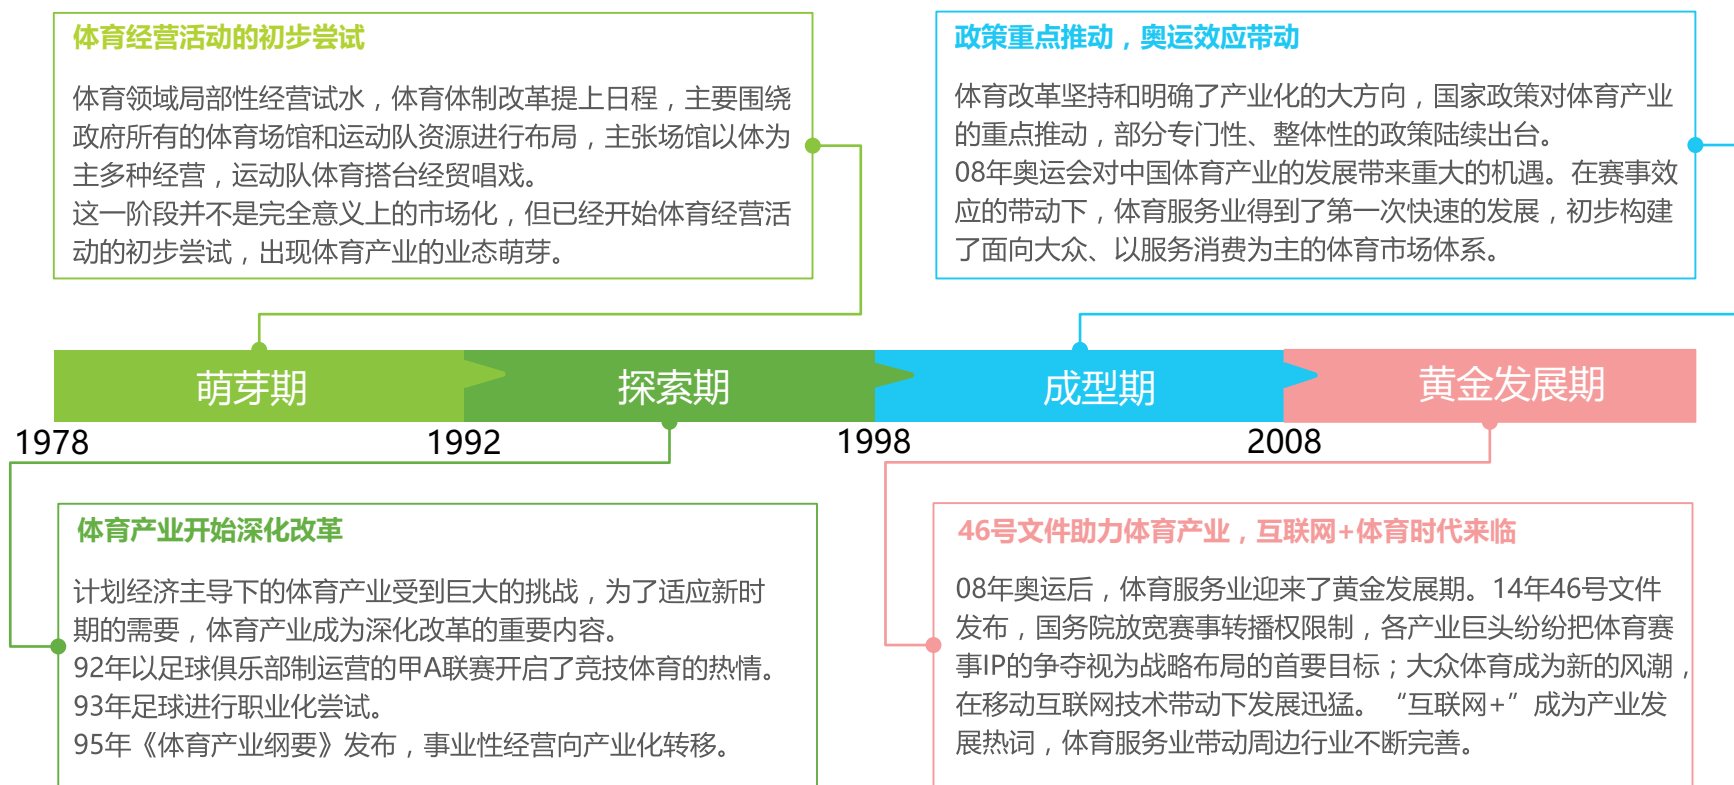 体育经营活动的初步尝试
体育领域局部性经营试水，体育体制改革提上日程，主要围绕
政府所有的体育场馆和运动队资源进行布局，主张场馆以体为
主多种经营，运动队体育搭台经贸唱戏。
这一阶段并不是完全意义上的市场化，但已经开始体育经营活
动的初步尝试，出现体育产业的业态萌芽。
政策重点推动，奥运效应带动
体育改革坚持和明确了产业化的大方向，国家政策对体育产业
的重点推动，部分专门性、整体性的政策陆续出台。
08年奥运会对中国体育产业的发展带来重大的机遇。在赛事效
应的带动下，体育服务业得到了第一次快速的发展，初步构建
了面向大众、以服务消费为主的体育市场体系。
萌芽期
探索期
成型期
黄金发展期
1978
1992
1998
2008
体育产业开始深化改革
计划经济主导下的体育产业受到巨大的挑战，为了适应新时
期的需要，体育产业成为深化改革的重要内容。
92年以足球俱乐部制运营的甲A联赛开启了竞技体育的热情。
93年足球进行职业化尝试。
95年《体育产业纲要》发布，事业性经营向产业化转移。
46号文件助力体育产业，互联网+体育时代来临
08年奥运后，体育服务业迎来了黄金发展期。14年46号文件
发布，国务院放宽赛事转播权限制，各产业巨头纷纷把体育赛
事IP的争夺视为战略布局的首要目标；大众体育成为新的风潮，
在移动互联网技术带动下发展迅猛。“互联网+”成为产业发
展热词，体育服务业带动周边行业不断完善。